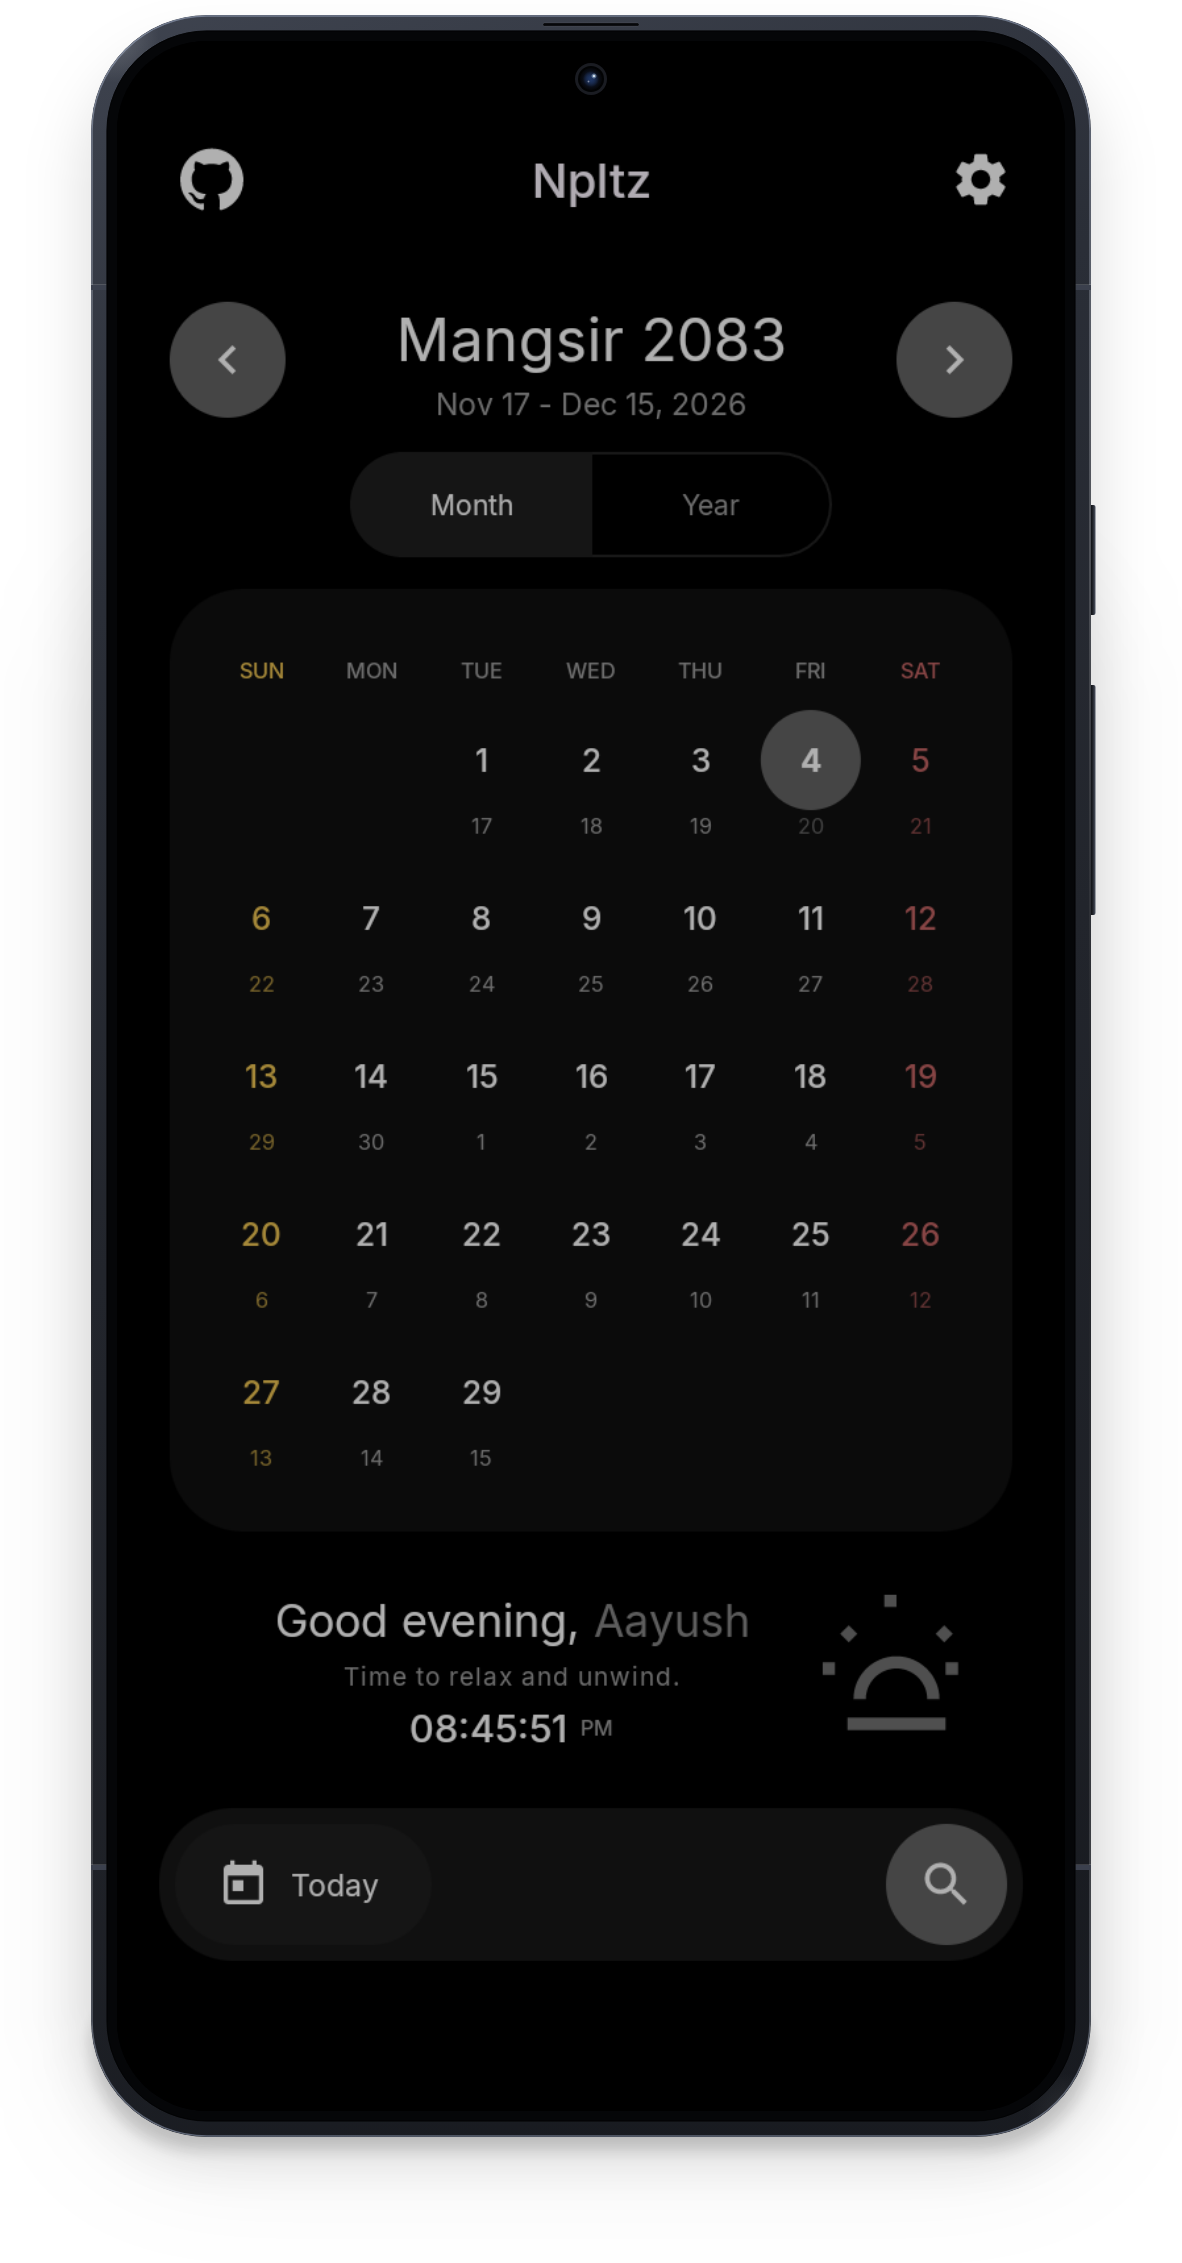 Npltz
Mangsir 2083
Nov 17 - Dec 15, 2026
Month Year
SUN MON TUE WED THU FRI SAT
1 2 3 4 5
17 18 19 20 21
6 7 8 9 10 11 12
22 23 24 25 26 27 28
13 14 15 16 17 18 19
29 30 1 2 3 4 5
20 21 22 23 24 25 26
6 7 8 9 10 11 12
27 28 29
13 14 15
Good evening, Aayush
Time to relax and unwind.
08:45:51 PM
Today